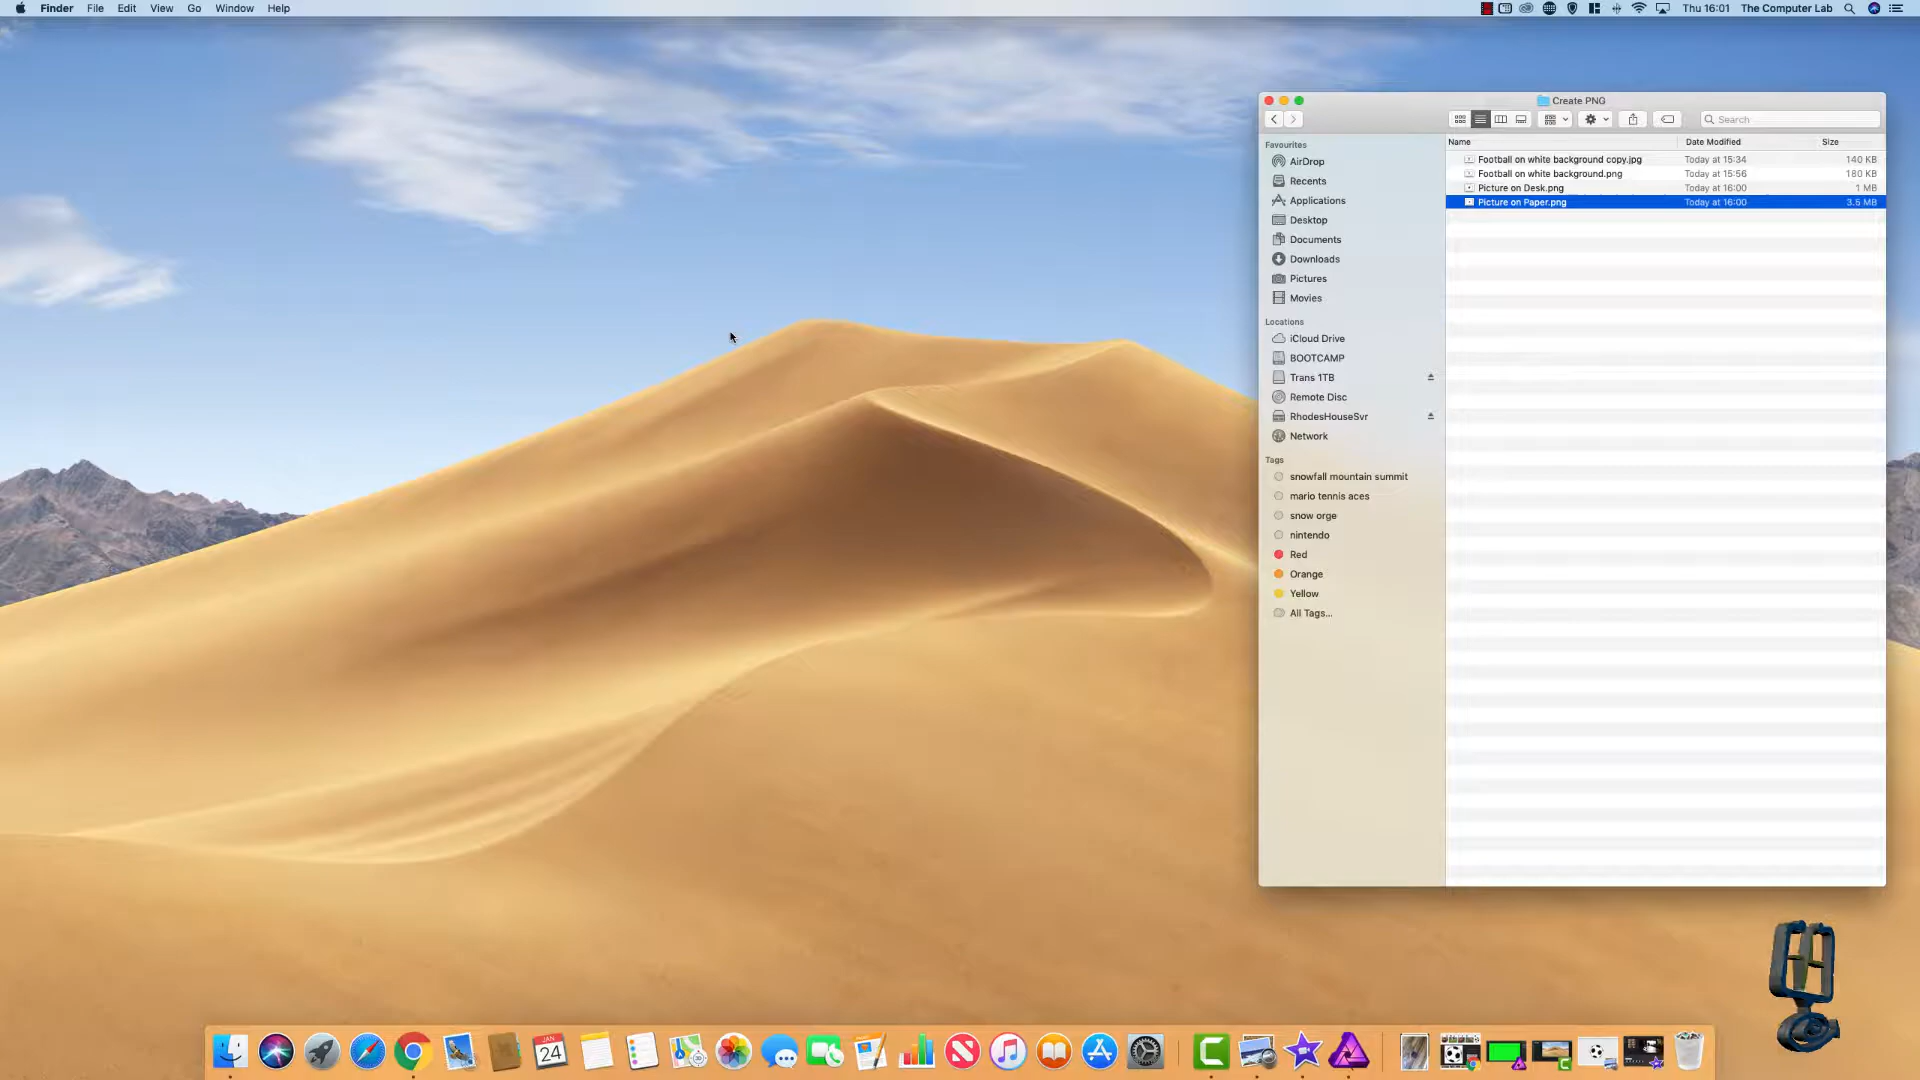 Finder File Edit View Go Window Help
Thu 16:01 The Computer Lab
Create PNG
Search
Favourites
AirDrop
Recents
Applications
Desktop
Documents
Downloads
Pictures
Movies
Locations
iCloud Drive
BOOTCAMP
Trans 1TB
Remote Disc
RhodesHouseSvr
Network
Tags
snowfall mountain summit
mario tennis aces
snow orge
nintendo
Red
Orange
Yellow
All Tags...
Name Date Modified Size
Football on white background copy.jpg Today at 15:34 140 KB
Football on white background.png Today at 15:56 180 KB
Picture on Desk.png Today at 16:00 1 MB
Picture on Paper.png Today at 16:00 3.5 MB
JAN
24